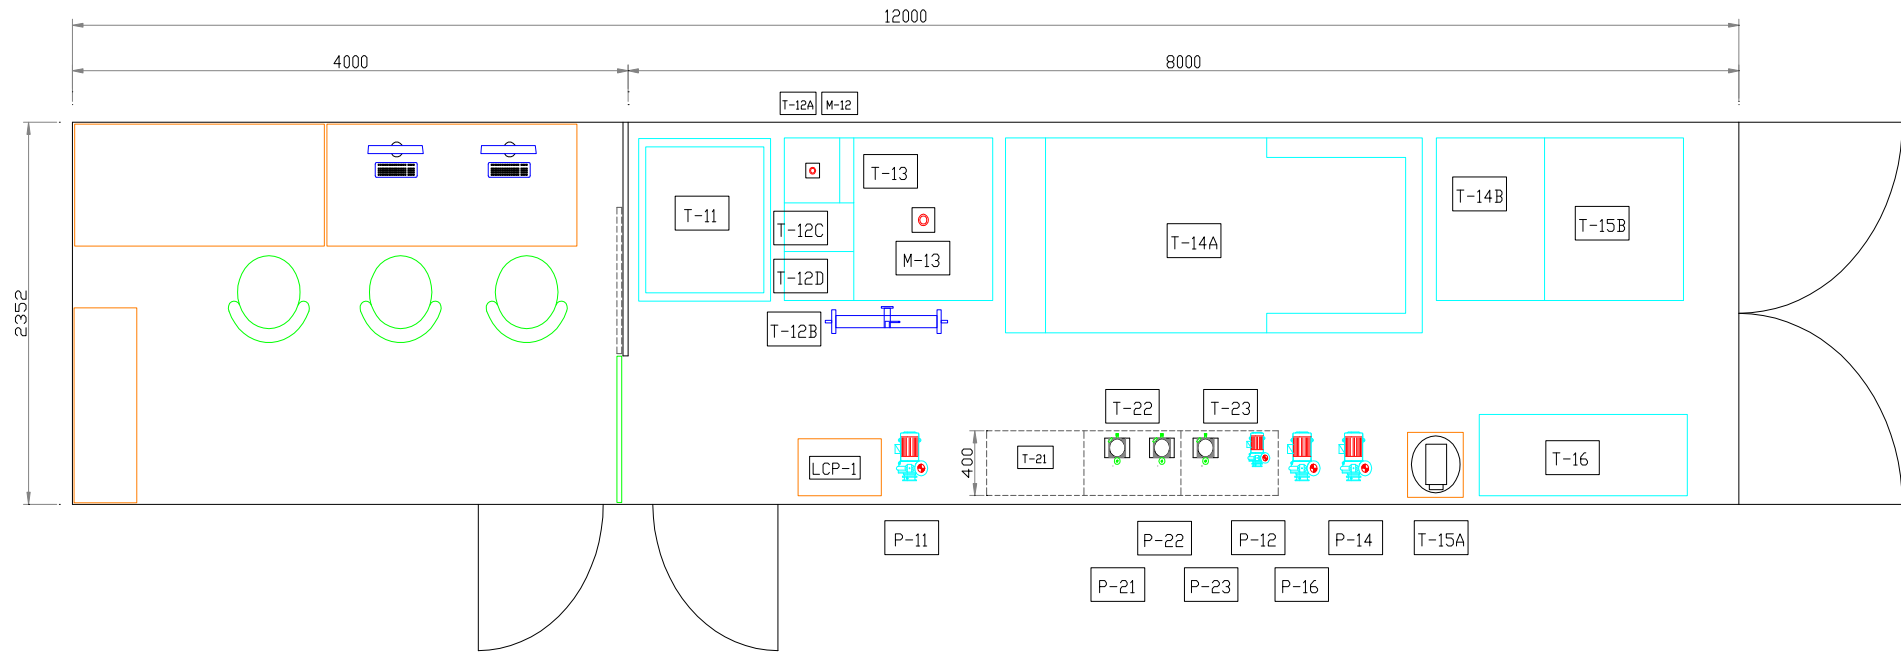 12000
4000
8000
T-12A
M-12
2352
T-11
T-13
T-12C
M-13
T-12D
T-12B
T-14A
T-14B
T-15B
T-22
T-23
400
T-21
LCP-1
T-16
P-11
P-22
P-12
P-14
T-15A
P-21
P-23
P-16